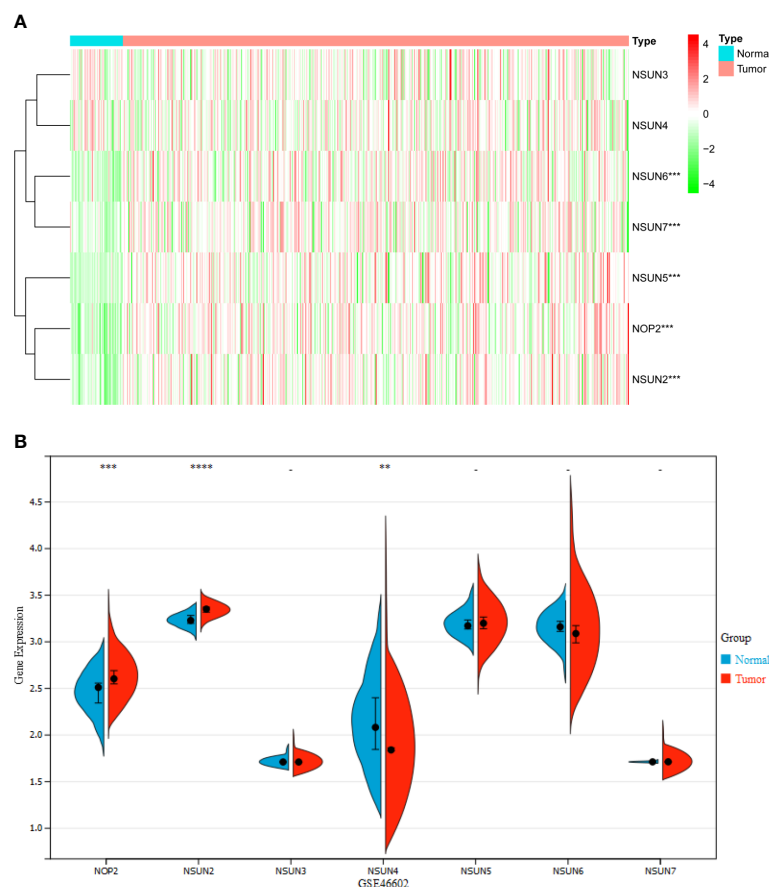 A
Type
NSUN3
NSUN4
NSUN6***
NSUN7***
NSUN5***
NOP2***
NSUN2***
4
2
0
−2
−4
Type
Norma
Tumor
B
*** **** - ** - - -
4.5
4.0
3.5
3.0
2.5
2.0
1.5
1.0
Gene Expression
Group
Normal
Tumor
NOP2 NSUN2 NSUN3 NSUN4 NSUN5 NSUN6 NSUN7
GSE46602